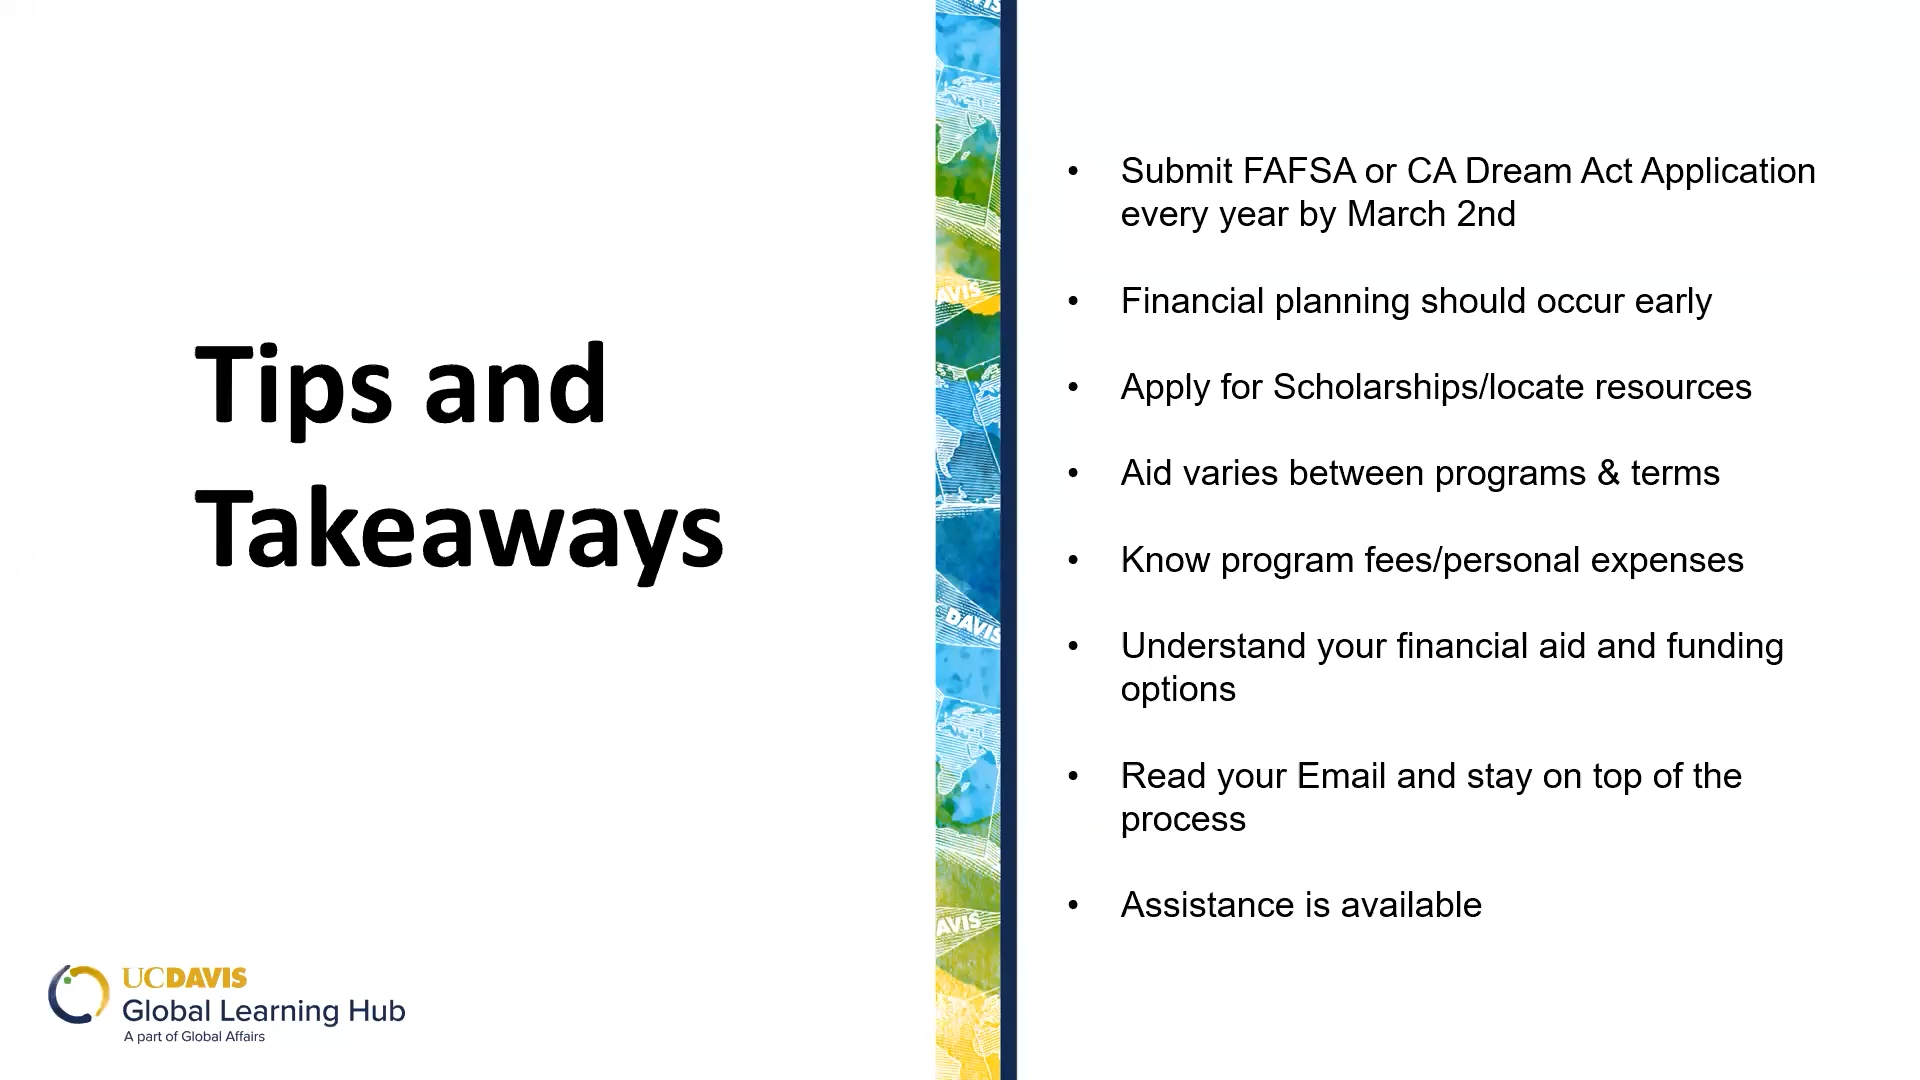 Tips and
Takeaways
• Submit FAFSA or CA Dream Act Application
every year by March 2nd
• Financial planning should occur early
• Apply for Scholarships/locate resources
• Aid varies between programs & terms
• Know program fees/personal expenses
• Understand your financial aid and funding
options
• Read your Email and stay on top of the
process
• Assistance is available
AVIS
DAVIS
AVIS
UCDAVIS
Global Learning Hub
A part of Global Affairs